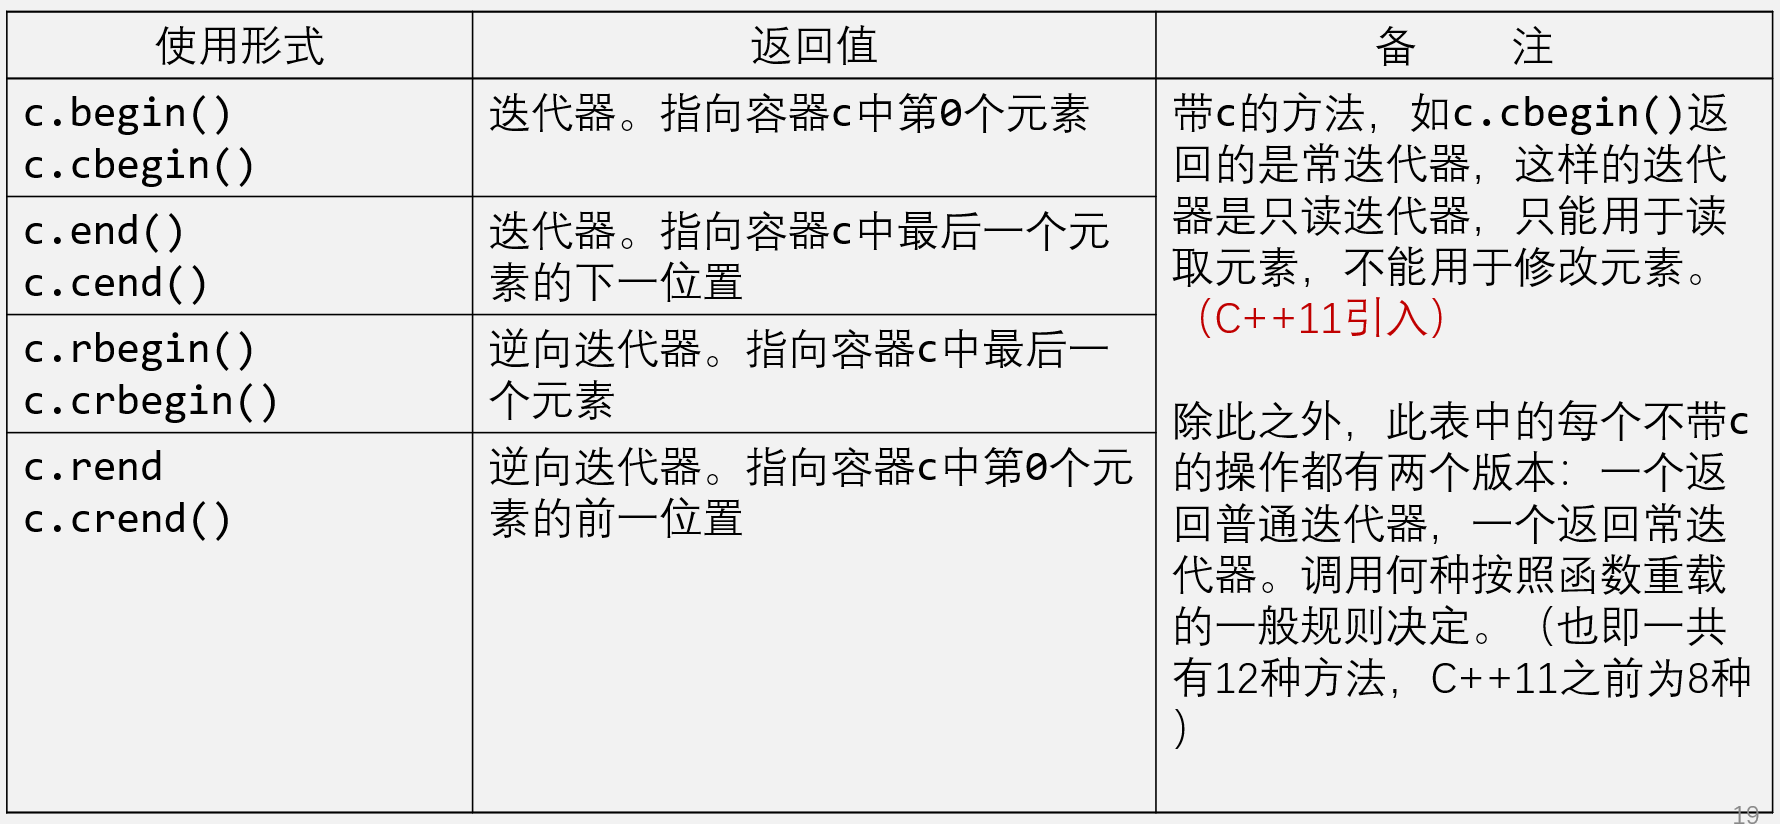 使用形式
返回值
备 注
c.begin()
c.cbegin()
迭代器。指向容器c中第0个元素
c.end()
c.cend()
迭代器。指向容器c中最后一个元
素的下一位置
c.rbegin()
c.crbegin()
逆向迭代器。指向容器c中最后一
个元素
c.rend
c.crend()
逆向迭代器。指向容器c中第0个元
素的前一位置
带c的方法，如c.cbegin()返
回的是常迭代器，这样的迭代
器是只读迭代器，只能用于读
取元素，不能用于修改元素。
（C++11引入）
除此之外，此表中的每个不带c
的操作都有两个版本：一个返
回普通迭代器，一个返回常迭
代器。调用何种按照函数重载
的一般规则决定。（也即一共
有12种方法，C++11之前为8种
）
19